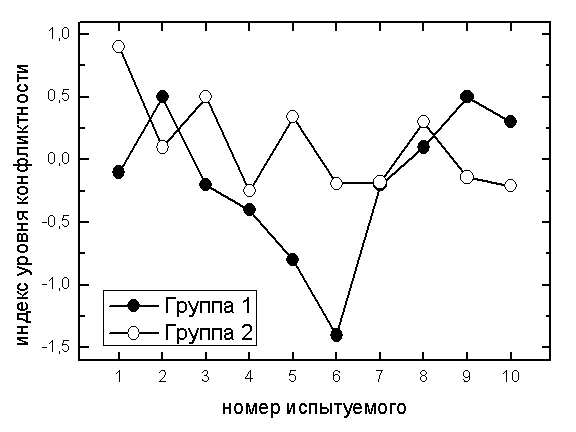 индекс уровня конфликтности
1,0
0,5
0,0
-0,5
-1,0
-1,5
Группа 1
Группа 2
1 2 3 4 5 6 7 8 9 10
номер испытуемого